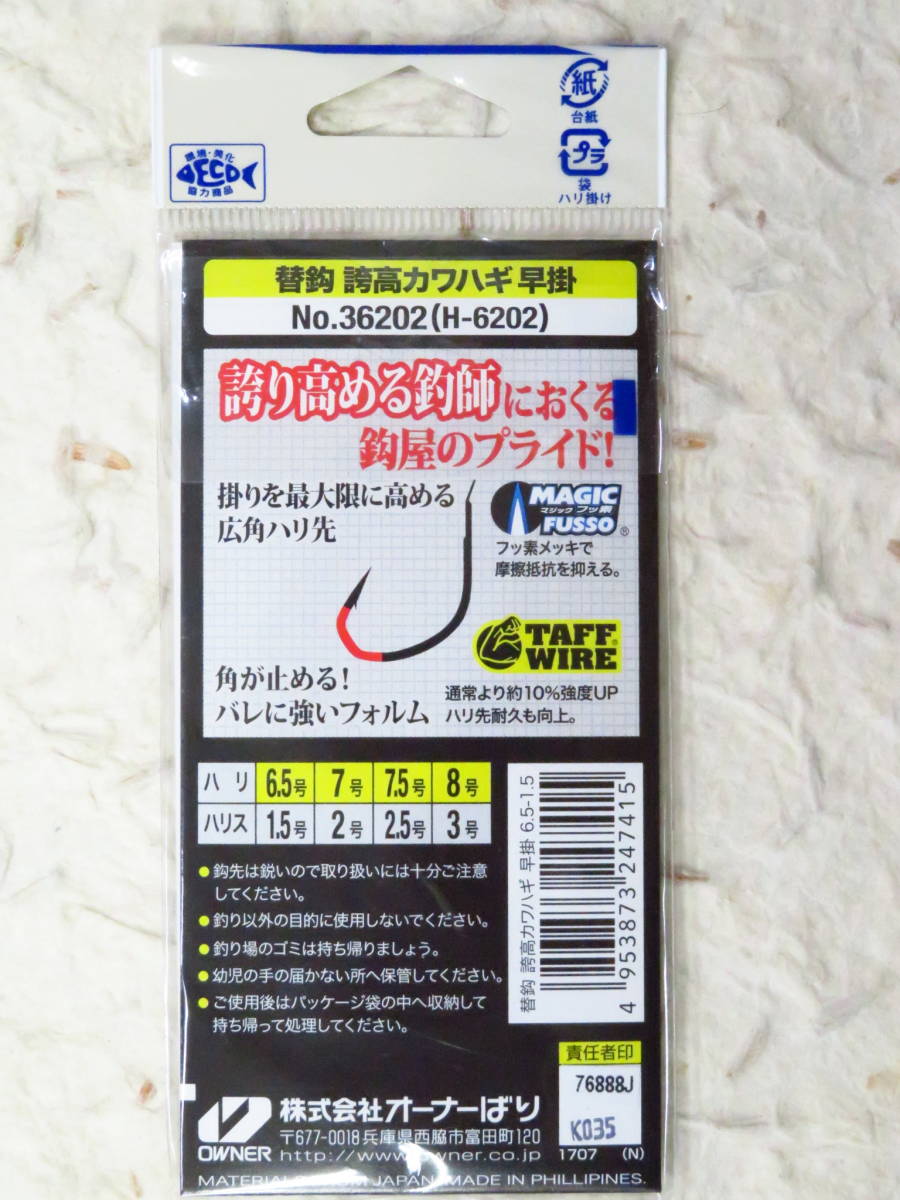 紙
台紙
プラ
袋
ハリ掛け
環境・美化
ECO
協力商品
替鈎 誇高カワハギ 早掛
No.36202(H-6202)
誇り高める釣師におくる
鈎屋のプライド!
掛りを最大限に高める
広角ハリ先
MAGIC
マジック フッ素
FUSSO®
フッ素メッキで
摩擦抵抗を抑える。
TAFF®
WIRE
角が止める!
バレに強いフォルム
通常より約10%強度UP
ハリ先耐久も向上。
ハリ 6.5号 7号 7.5号 8号
ハリス 1.5号 2号 2.5号 3号
●鈎先は鋭いので取り扱いには十分ご注意
してください。
●釣り以外の目的に使用しないでください。
●釣り場のゴミは持ち帰りましょう。
●幼児の手の届かない所へ保管してください。
●ご使用後はパッケージ袋の中へ収納して
持ち帰って処理してください。
替鈎 誇高カワハギ 早掛 6.5-1.5
4 953873 247415
責任者印
76888J
K035
OWNER
株式会社オーナーばり
〒677-0018 兵庫県西脇市富田町120
http://www.owner.co.jp
1707 (N)
MATERIALS FROM JAPAN, MADE IN PHILLIPINES.